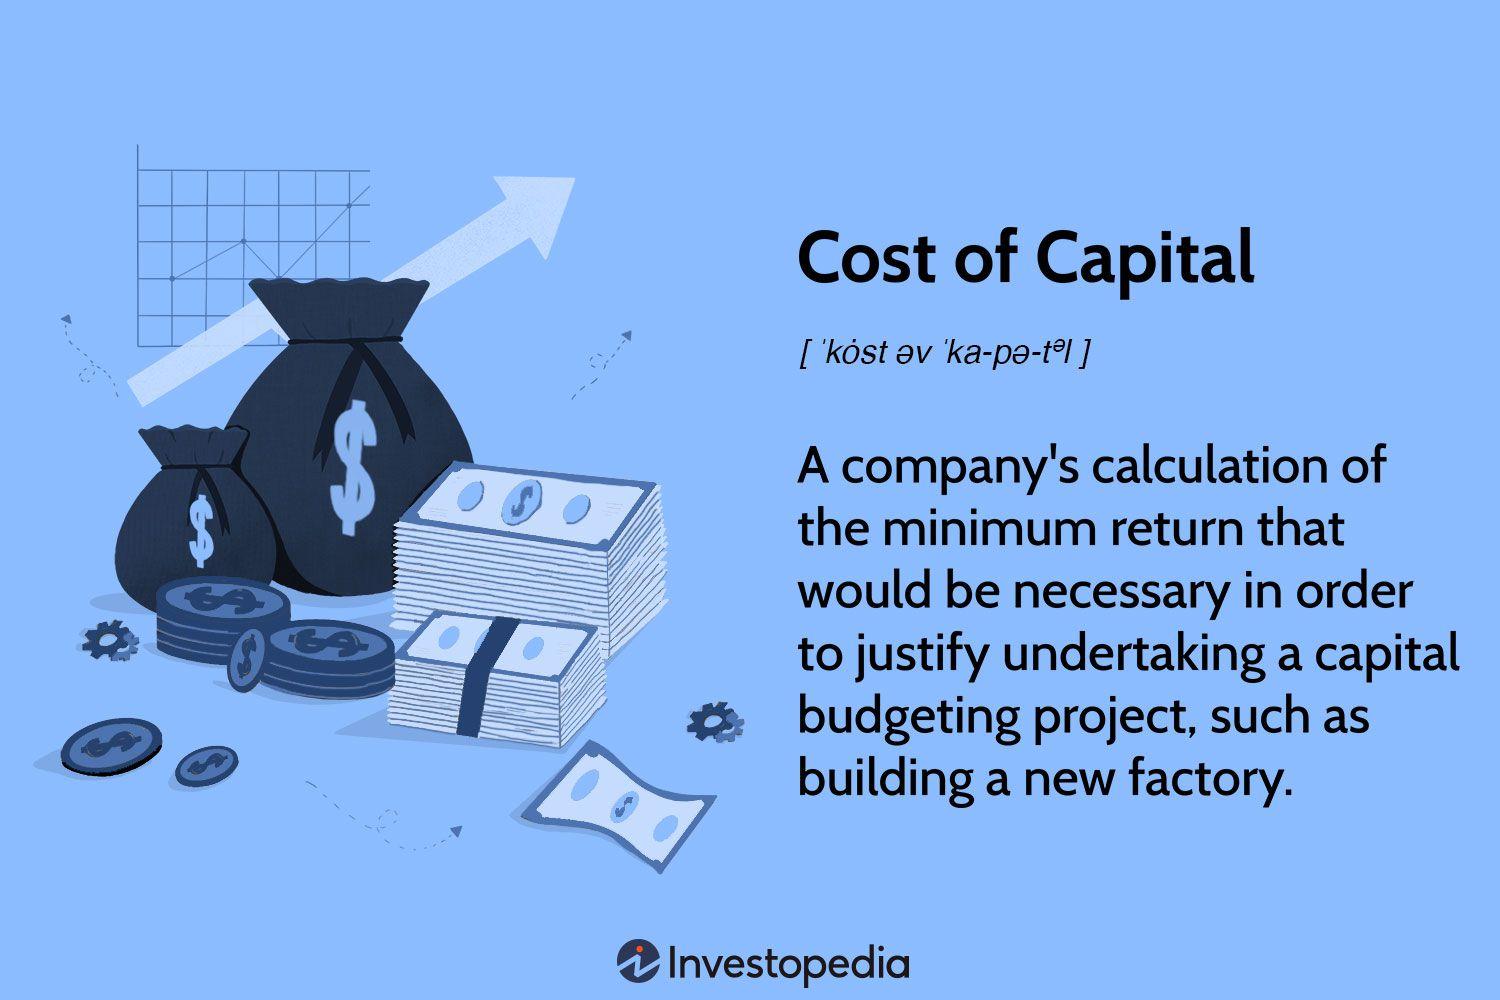 Cost of Capital
[ ˈkȯst əv ˈka-pə-tᵊl ]
A company's calculation of
the minimum return that
would be necessary in order
to justify undertaking a capital
budgeting project, such as
building a new factory.
$
$
$
$
$
$
$
$
$
Investopedia